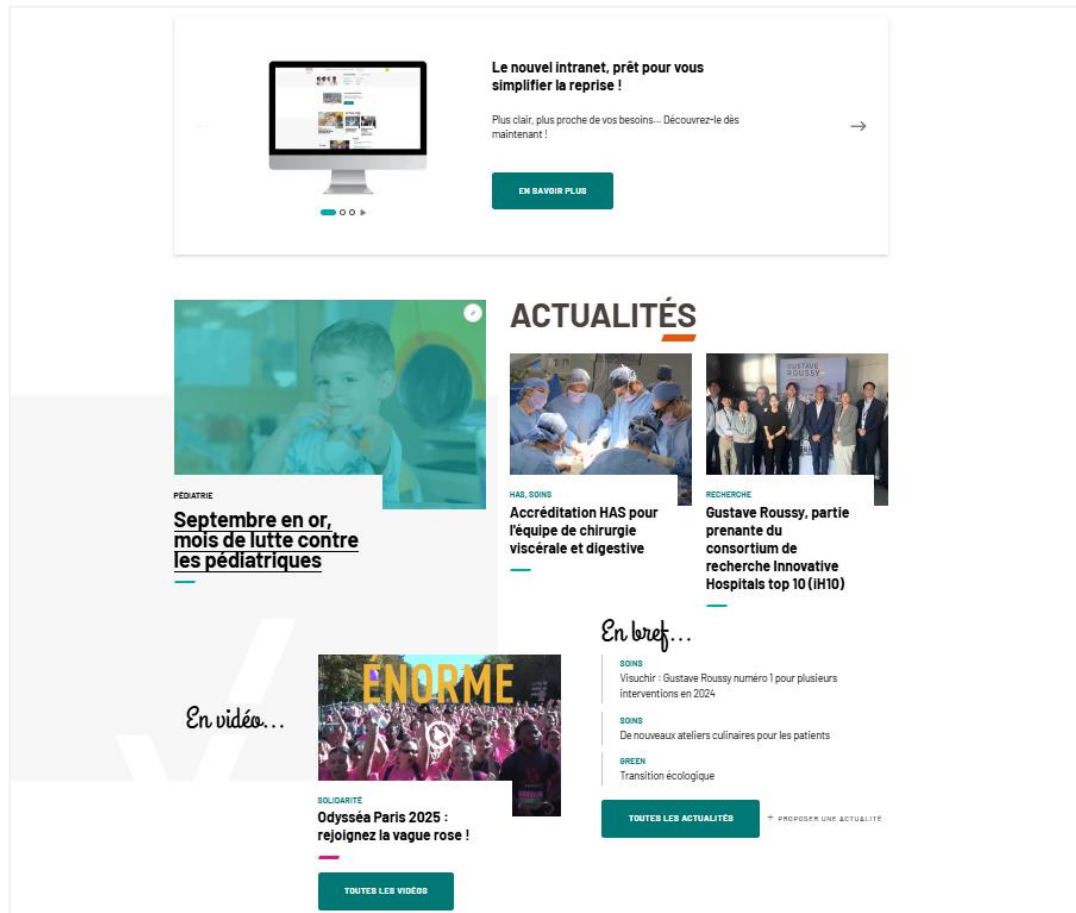 Le nouvel intranet, prêt pour vous
simplifier la reprise !
Plus clair, plus proche de vos besoins... Découvrez-le dès
maintenant !
EN SAVOIR PLUS
ACTUALITÉS
GUSTAVE
ROUSSY
PÉDIATRIE
Septembre en or,
mois de lutte contre
les pédiatriques
HAS, SOINS
Accréditation HAS pour
l'équipe de chirurgie
viscérale et digestive
RECHERCHE
Gustave Roussy, partie
prenante du
consortium de
recherche Innovative
Hospitals top 10 (iH10)
En vidéo...
ÉNORME
SOLIDARITÉ
Odysséa Paris 2025 :
rejoignez la vague rose !
TOUTES LES VIDÉOS
En bref...
SOINS
Visuchir : Gustave Roussy numéro 1 pour plusieurs
interventions en 2024
SOINS
De nouveaux ateliers culinaires pour les patients
GREEN
Transition écologique
TOUTES LES ACTUALITÉS
+ PROPOSER UNE ACTUALITÉ